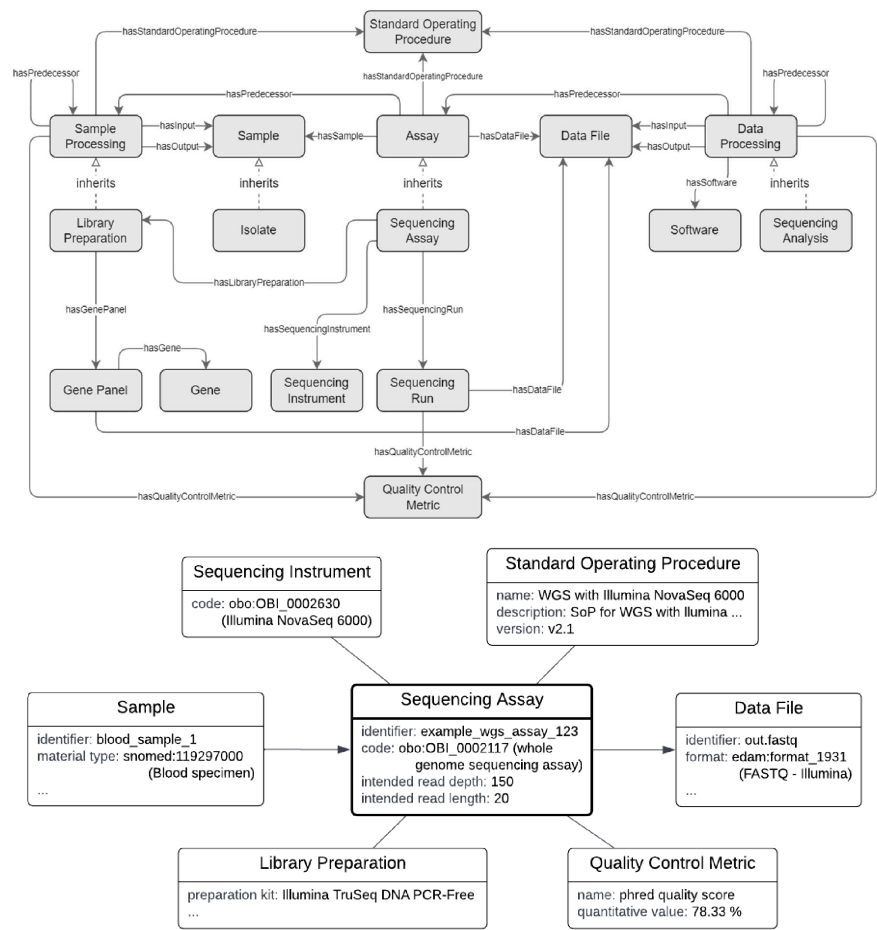 Standard Operating
Procedure
hasStandardOperatingProcedure
hasStandardOperatingProcedure
hasPredecessor
hasStandardOperatingProcedure
hasPredecessor
hasPredecessor
hasPredecessor
Sample
Processing
hasInput
hasOutput
Sample
hasSample
Assay
hasDataFile
Data File
hasInput
hasOutput
Data
Processing
inherits
inherits
inherits
hasSoftware
inherits
Library
Preparation
Isolate
Sequencing
Assay
Software
Sequencing
Analysis
hasLibraryPreparation
hasGenePanel
hasSequencingInstrument
hasSequencingRun
hasGene
Gene Panel
Gene
Sequencing
Instrument
Sequencing
Run
hasDataFile
hasDataFile
hasQualityControlMetric
Quality Control
Metric
hasQualityControlMetric
hasQualityControlMetric
Sequencing Instrument
code: obo:OBI_0002630
(Illumina NovaSeq 6000)
Standard Operating Procedure
name: WGS with Illumina NovaSeq 6000
description: SoP for WGS with llumina ...
version: v2.1
Sample
identifier: blood_sample_1
material type: snomed:119297000
(Blood specimen)
...
Sequencing Assay
identifier: example_wgs_assay_123
code: obo:OBI_0002117 (whole
genome sequencing assay)
intended read depth: 150
intended read length: 20
Data File
identifier: out.fastq
format: edam:format_1931
(FASTQ - Illumina)
...
Library Preparation
preparation kit: Illumina TruSeq DNA PCR-Free
...
Quality Control Metric
name: phred quality score
quantitative value: 78.33 %